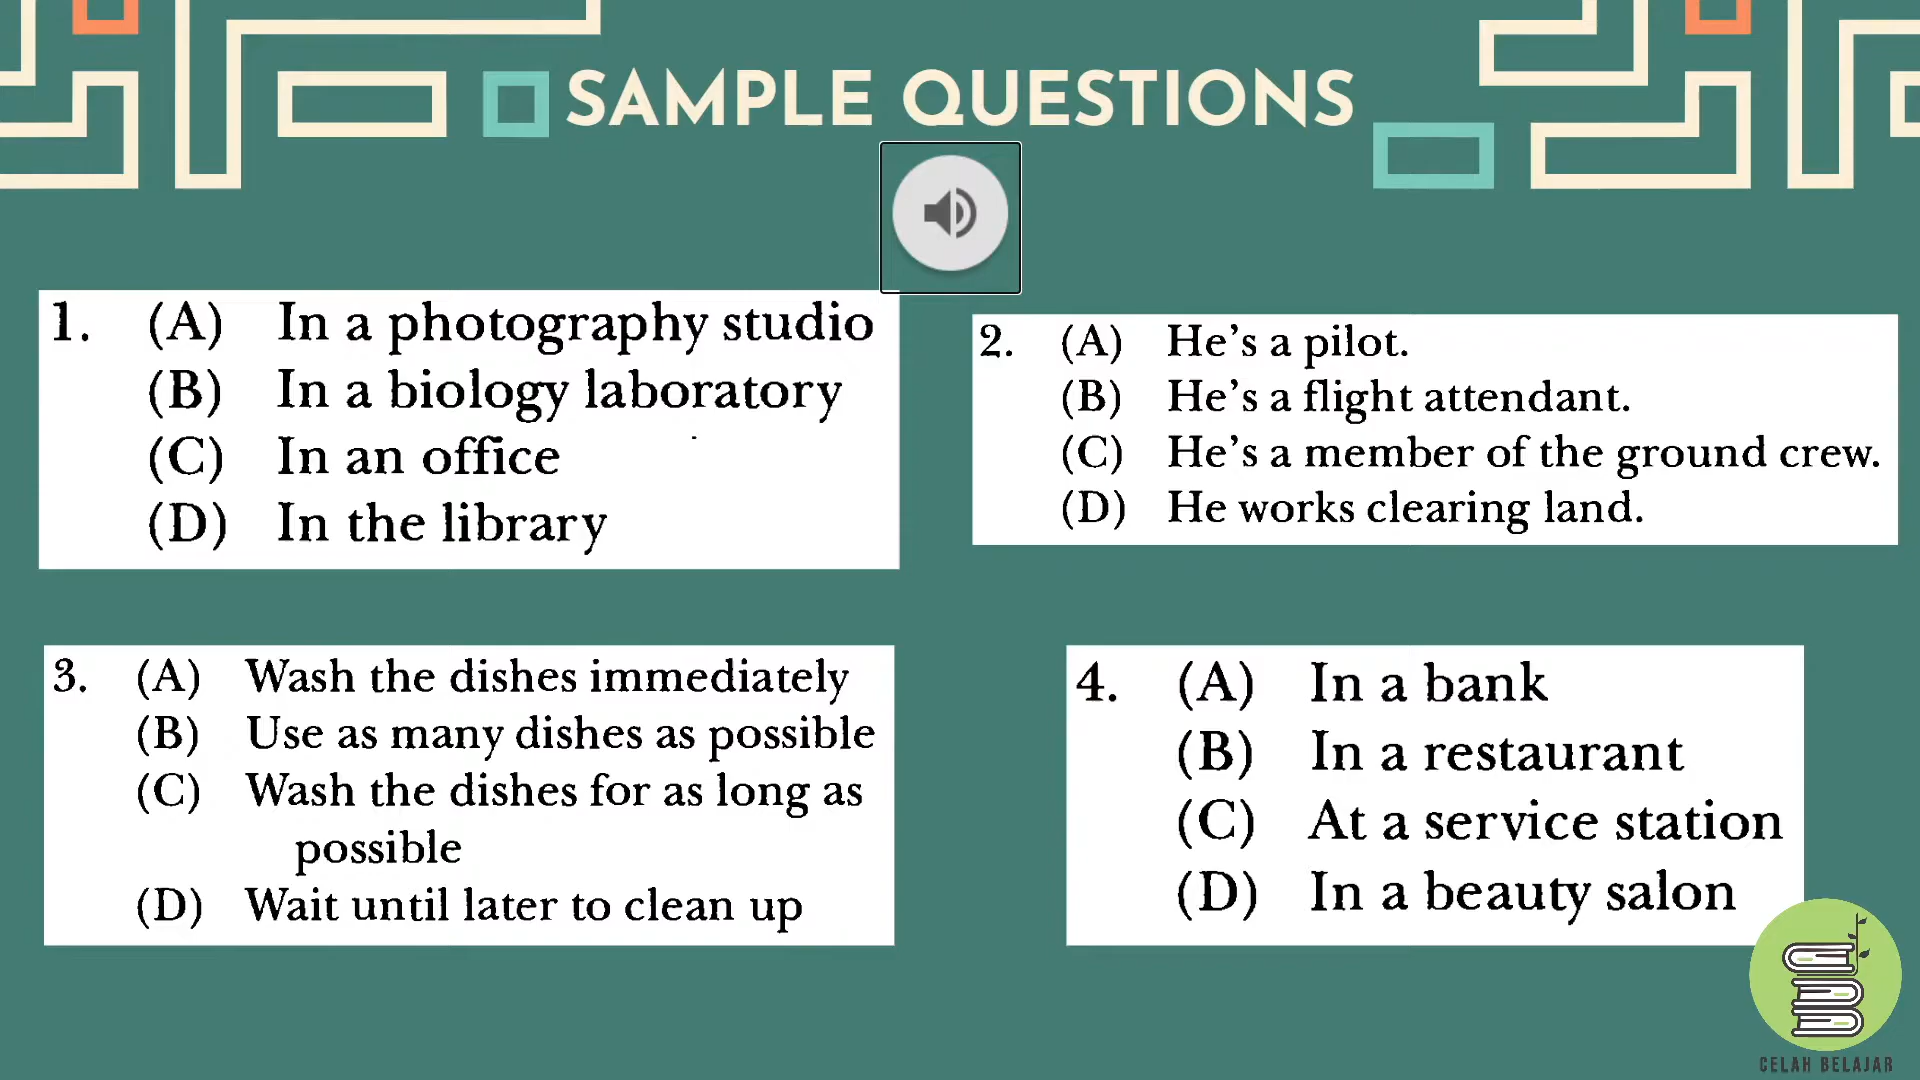 SAMPLE QUESTIONS
1. (A) In a photography studio
(B) In a biology laboratory
(C) In an office
(D) In the library
2. (A) He's a pilot.
(B) He's a flight attendant.
(C) He's a member of the ground crew.
(D) He works clearing land.
3. (A) Wash the dishes immediately
(B) Use as many dishes as possible
(C) Wash the dishes for as long as
possible
(D) Wait until later to clean up
4. (A) In a bank
(B) In a restaurant
(C) At a service station
(D) In a beauty salon
CELAH BELAJAR